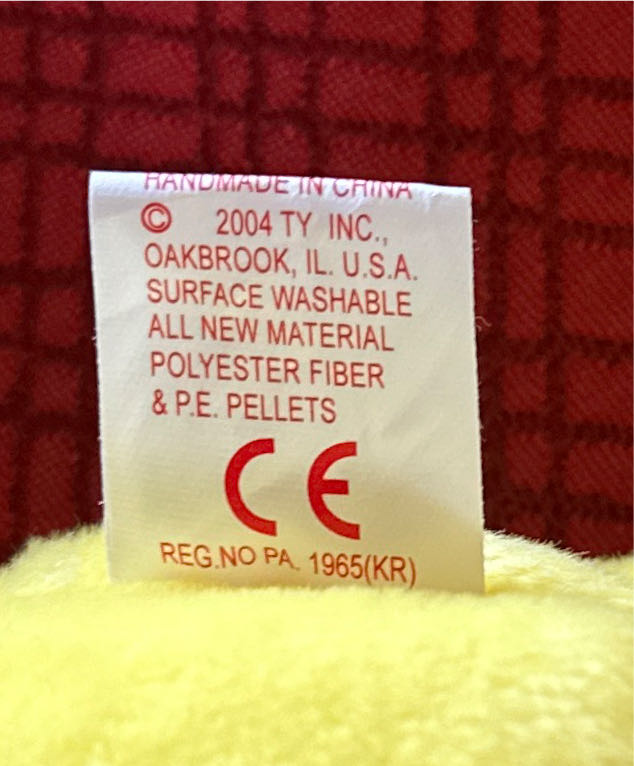 HANDMADE IN CHINA
© 2004 TY INC.,
OAKBROOK, IL. U.S.A.
SURFACE WASHABLE
ALL NEW MATERIAL
POLYESTER FIBER
& P.E. PELLETS
CE
REG.NO PA. 1965(KR)